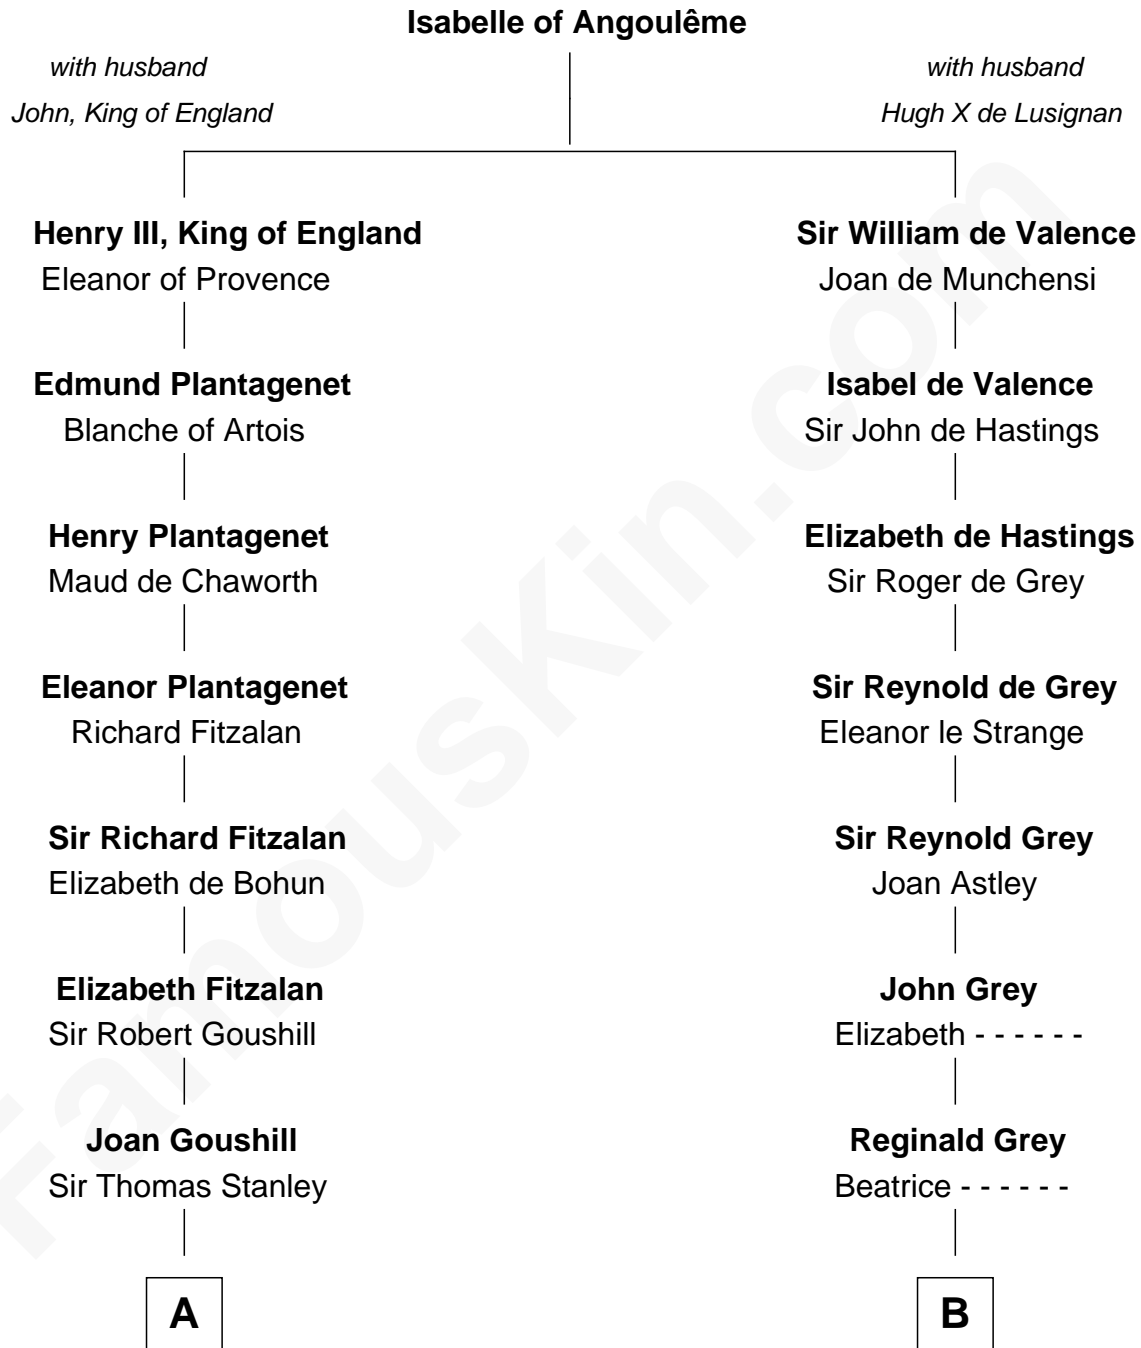 Isabelle of Angoulême
with husband
John, King of England
with husband
Hugh X de Lusignan
Henry III, King of England
Eleanor of Provence
Sir William de Valence
Joan de Munchensi
Edmund Plantagenet
Blanche of Artois
Isabel de Valence
Sir John de Hastings
Henry Plantagenet
Maud de Chaworth
Elizabeth de Hastings
Sir Roger de Grey
Eleanor Plantagenet
Richard Fitzalan
Sir Reynold de Grey
Eleanor le Strange
Sir Richard Fitzalan
Elizabeth de Bohun
Sir Reynold Grey
Joan Astley
Elizabeth Fitzalan
Sir Robert Goushill
John Grey
Elizabeth - - - - - -
Joan Goushill
Sir Thomas Stanley
Reginald Grey
Beatrice - - - - - -
A
B
FamousKin.com